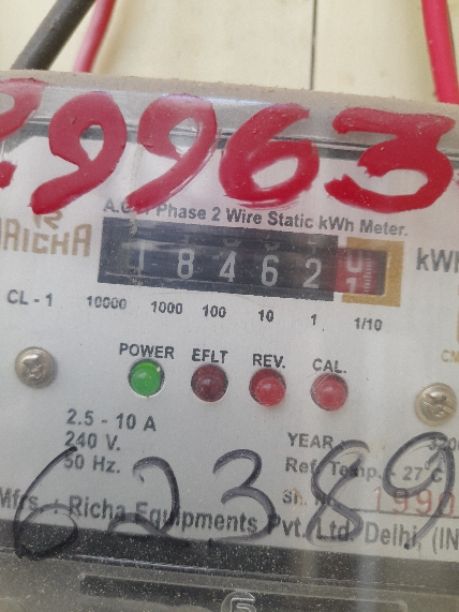 9963
A.C. Phase 2 Wire Static kWh Meter.
RICHA
18462
kWh
CL - 1 10000 1000 100 10 1 1/10
POWER EFLT REV. CAL.
2.5 - 10 A
240 V.
50 Hz.
YEAR
Ref. Temp. - 27°C
62389
Sr. No. 1990
Mfrs. : Richa Equipments Pvt. Ltd. Delhi, (IN